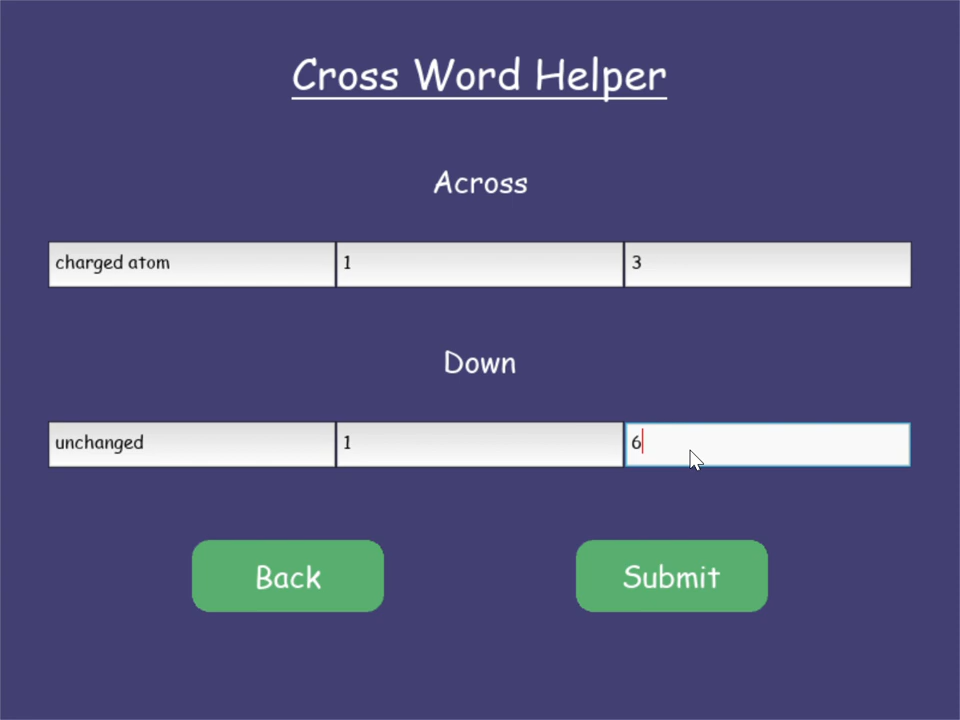 Cross Word Helper
Across
charged atom 1 3
Down
unchanged 1 6
Back Submit